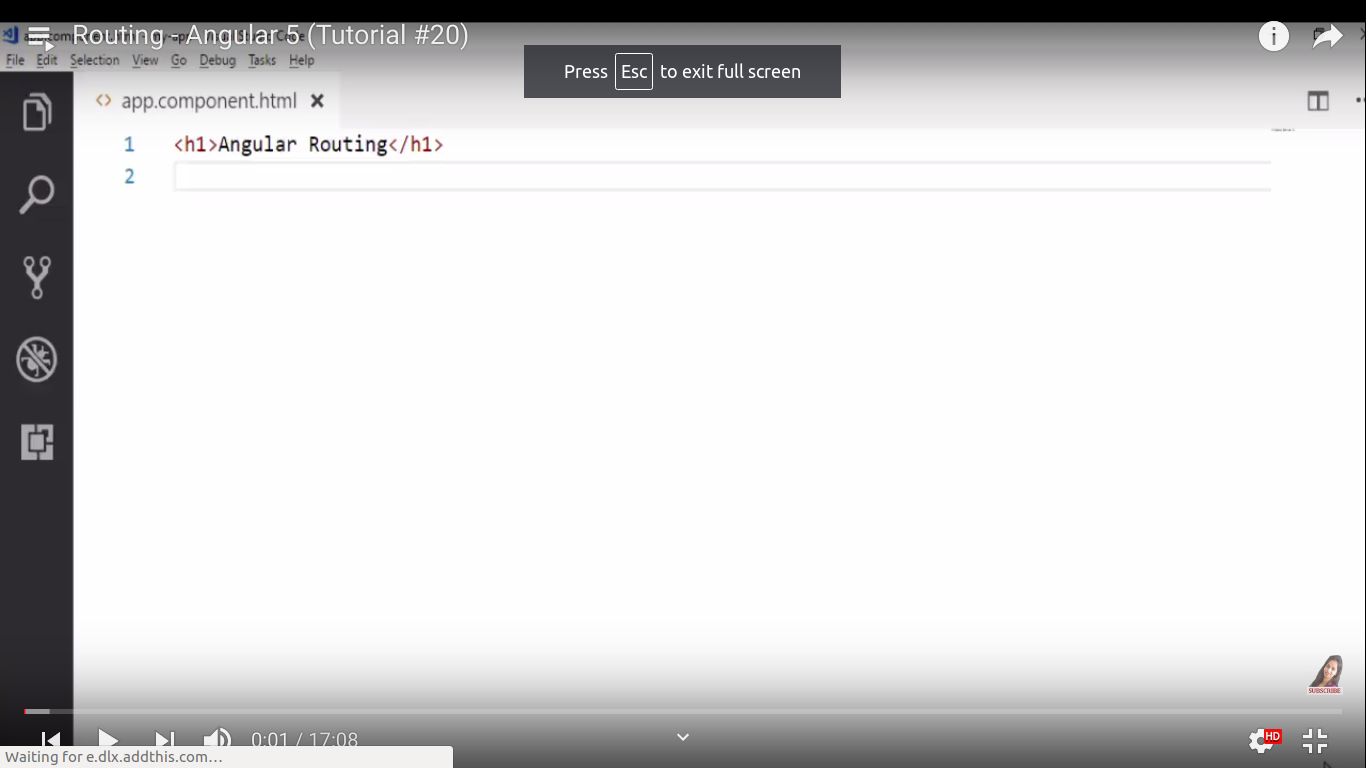 Routing - Angular 5 (Tutorial #20)
File Edit Selection View Go Debug Tasks Help
Press Esc to exit full screen
app.component.html
1 <h1>Angular Routing</h1>
2
SUBSCRIBE
0:01 / 17:08
HD
Waiting for e.dlx.addthis.com…